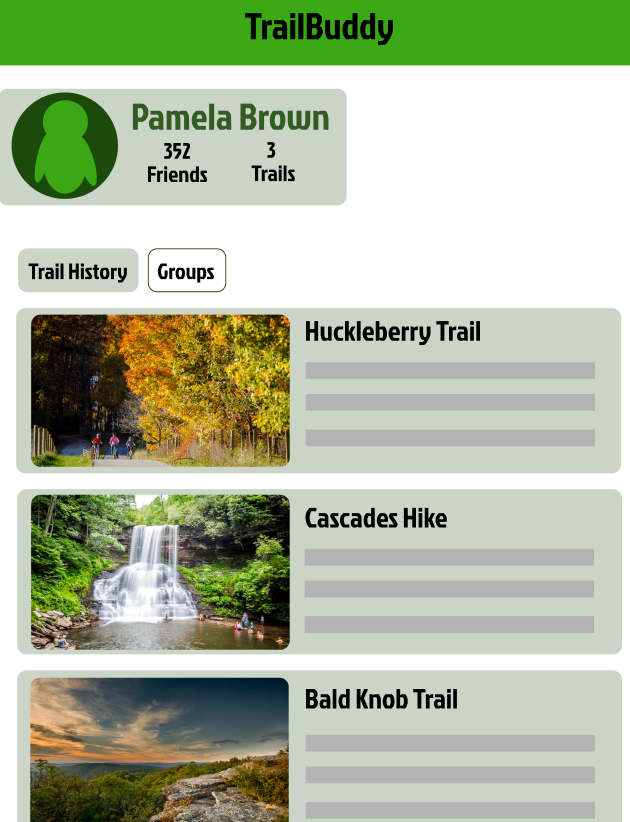 TrailBuddy
Pamela Brown
352 3
Friends Trails
Trail History Groups
Huckleberry Trail
Cascades Hike
Bald Knob Trail